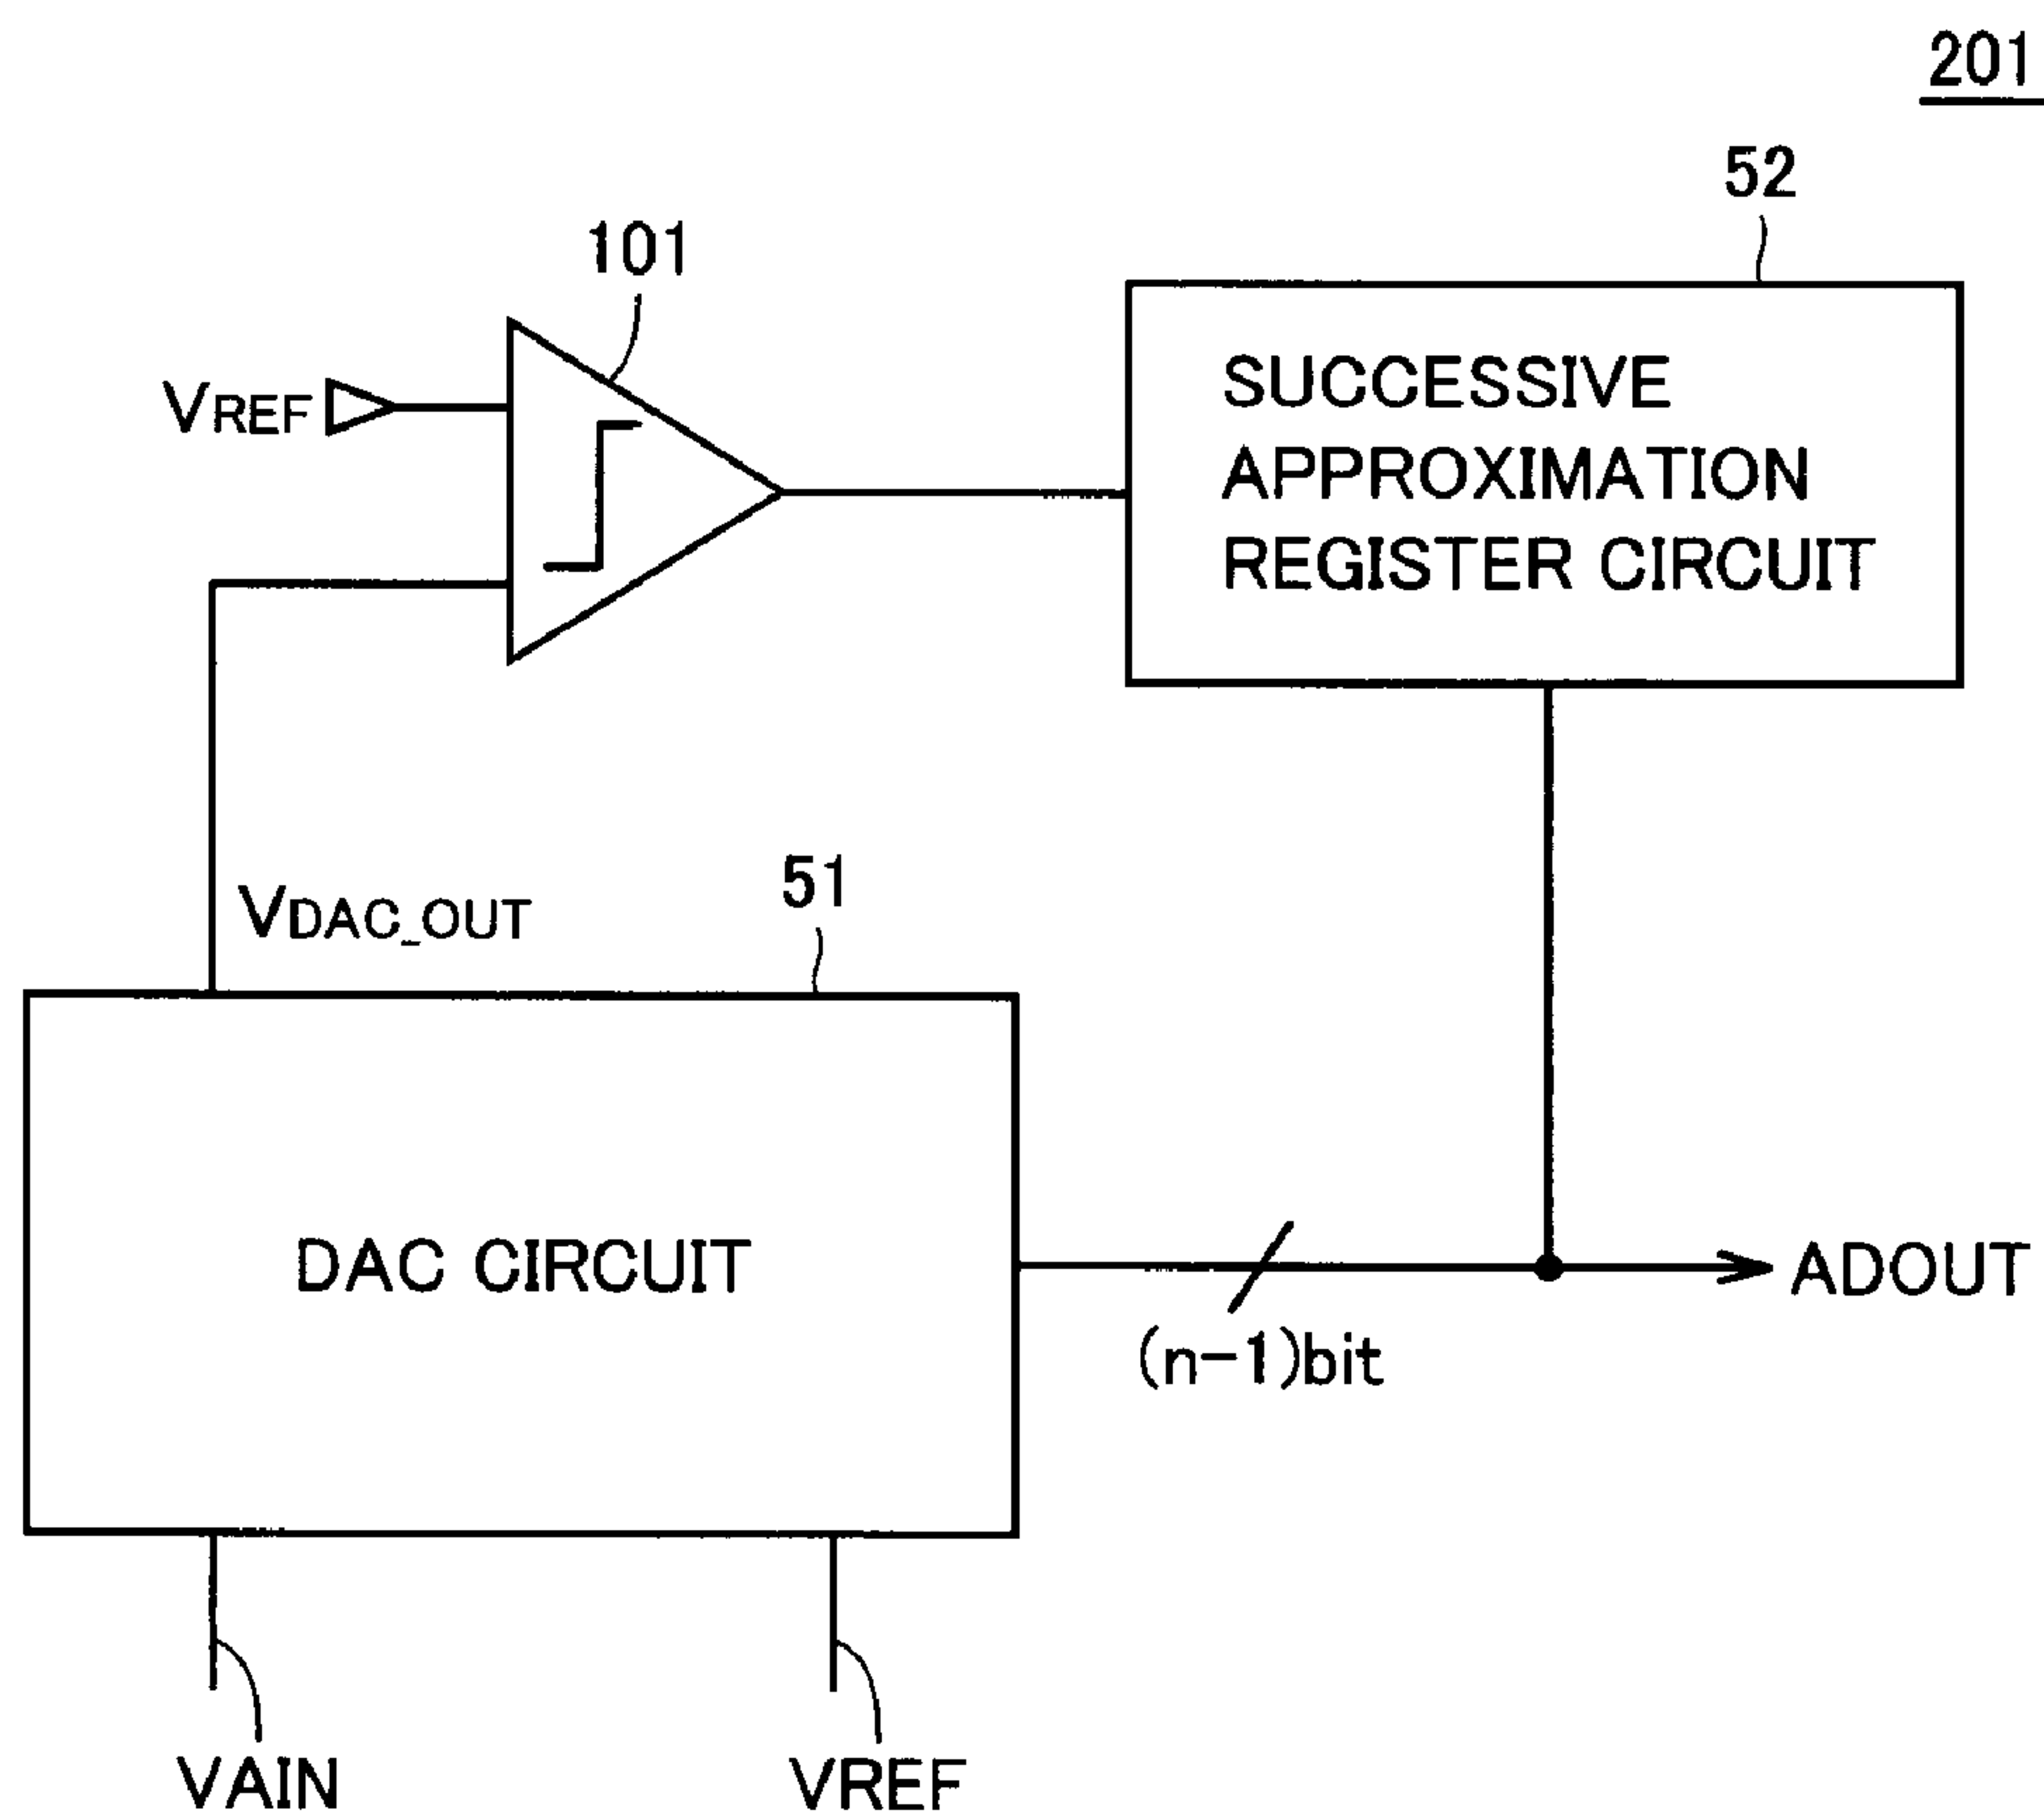 201
52
101
VREF
SUCCESSIVE
APPROXIMATION
REGISTER CIRCUIT
51
VDAC_OUT
DAC CIRCUIT
ADOUT
(n-1)bit
VAIN
VREF